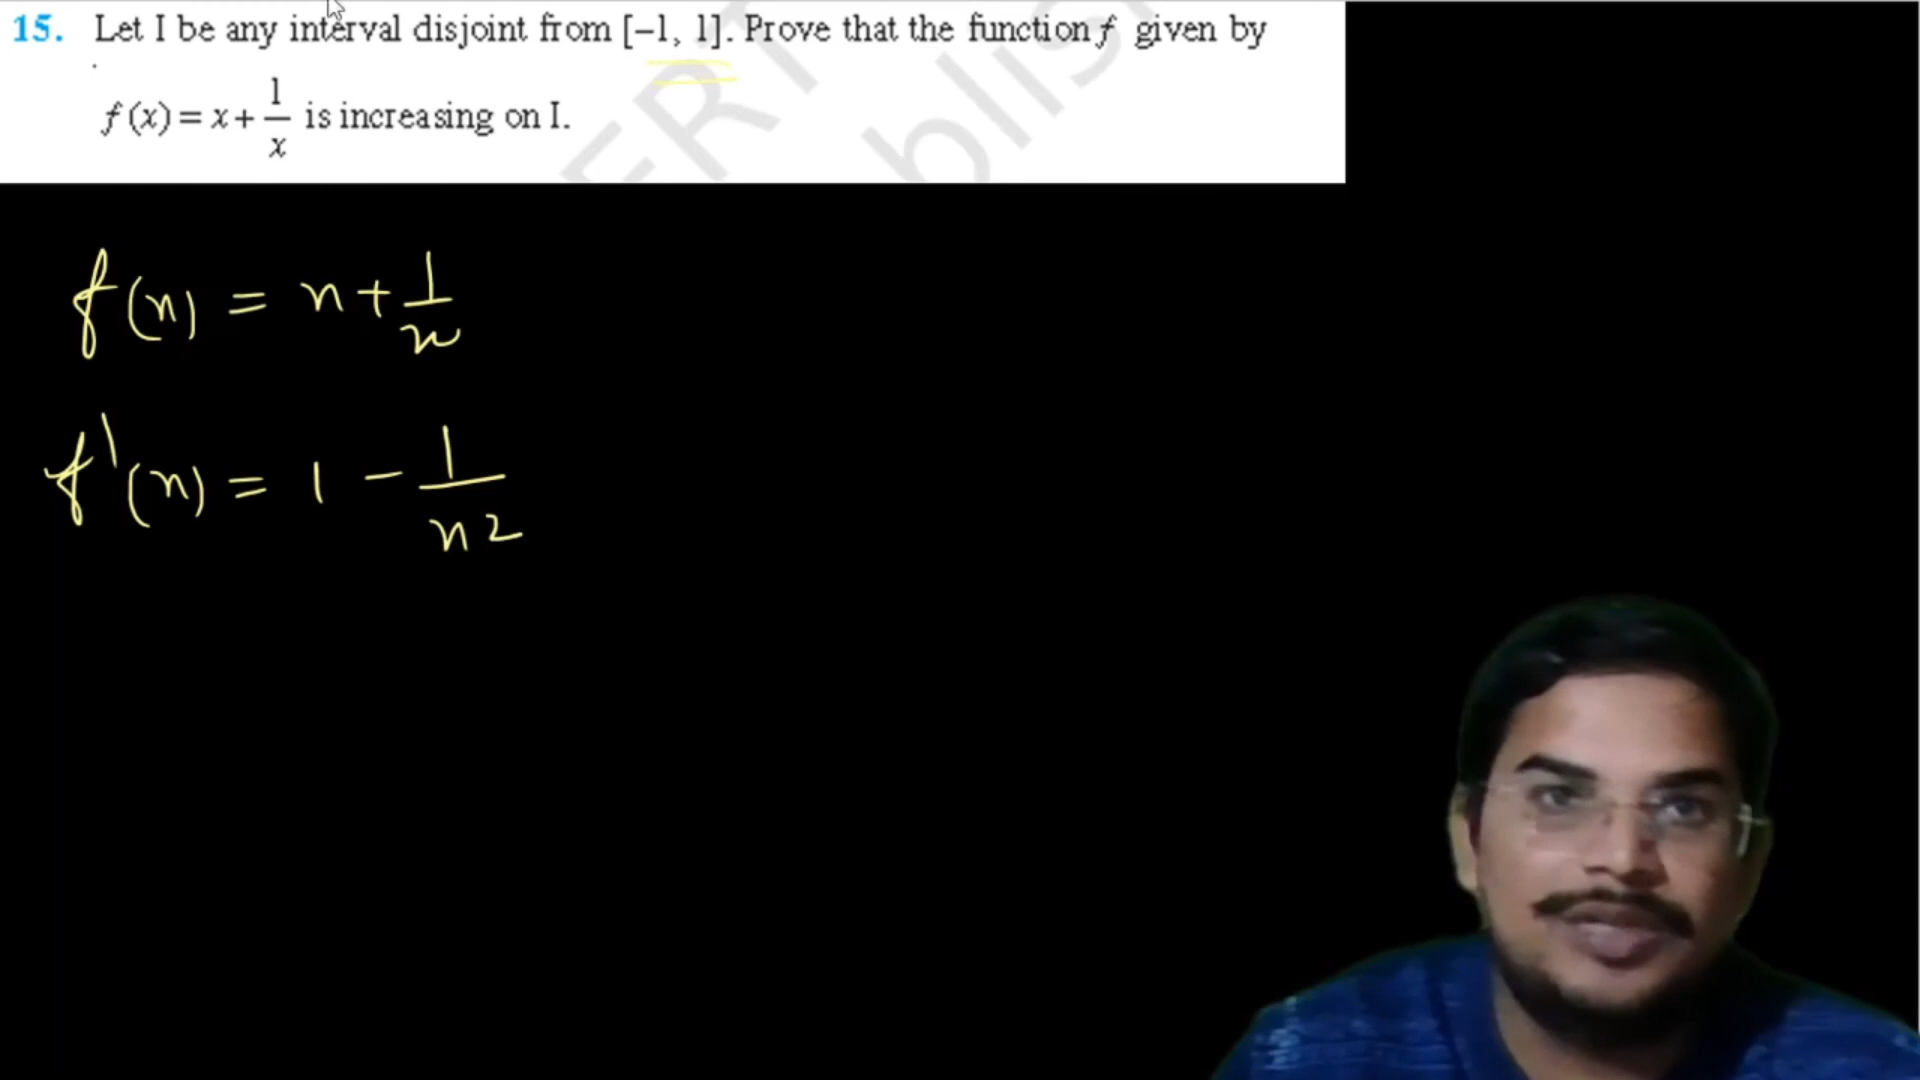 15. Let I be any interval disjoint from [–1, 1]. Prove that the function f given by
f(x) = x + 1/x is increasing on I.
f(n) = n + 1/n
f'(n) = 1 - 1/n2